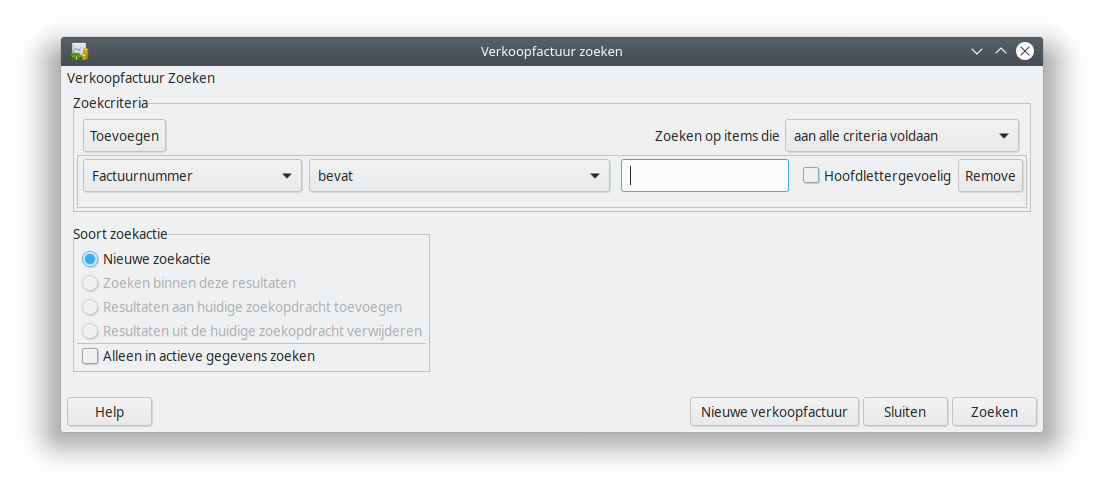 Verkoopfactuur zoeken
Verkoopfactuur Zoeken
Zoekcriteria
Toevoegen Zoeken op items die aan alle criteria voldaan
Factuurnummer bevat Hoofdlettergevoelig Remove
Soort zoekactie
Nieuwe zoekactie
Zoeken binnen deze resultaten
Resultaten aan huidige zoekopdracht toevoegen
Resultaten uit de huidige zoekopdracht verwijderen
Alleen in actieve gegevens zoeken
Help Nieuwe verkoopfactuur Sluiten Zoeken